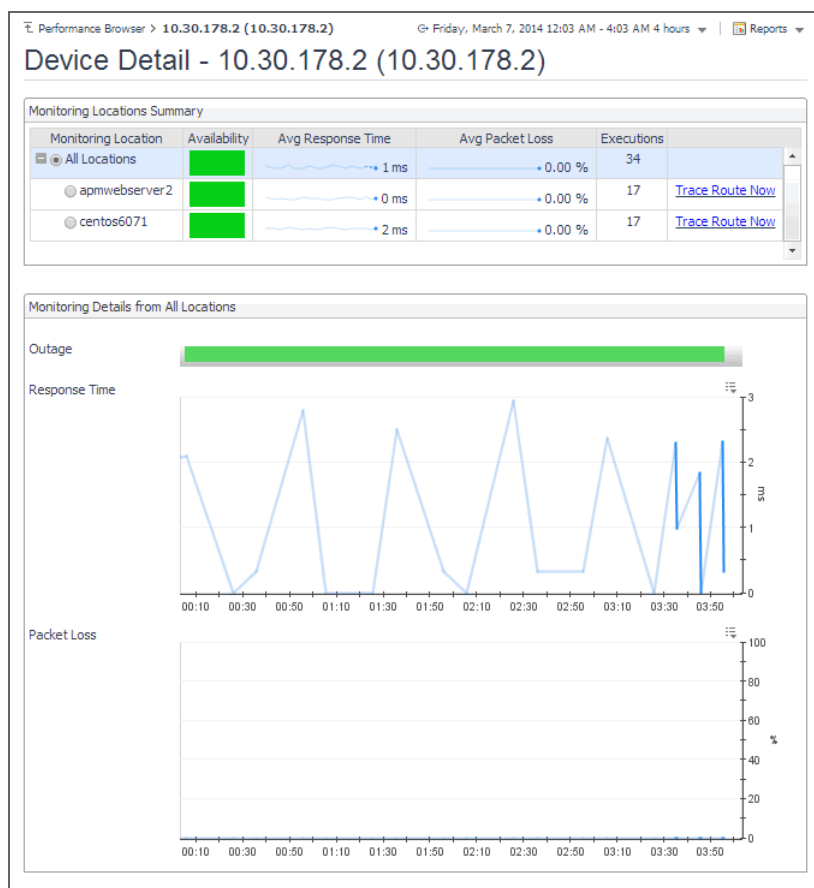 Performance Browser > 10.30.178.2 (10.30.178.2) Friday, March 7, 2014 12:03 AM - 4:03 AM 4 hours | Reports
Device Detail - 10.30.178.2 (10.30.178.2)
Monitoring Locations Summary
Monitoring Location Availability Avg Response Time Avg Packet Loss Executions
All Locations 1 ms 0.00 % 34
apmwebserver2 0 ms 0.00 % 17 Trace Route Now
centos6071 2 ms 0.00 % 17 Trace Route Now
Monitoring Details from All Locations
Outage
Response Time
3
2
ms
1
0
00:10 00:30 00:50 01:10 01:30 01:50 02:10 02:30 02:50 03:10 03:30 03:50
Packet Loss
100
80
60
%
40
20
0
00:10 00:30 00:50 01:10 01:30 01:50 02:10 02:30 02:50 03:10 03:30 03:50